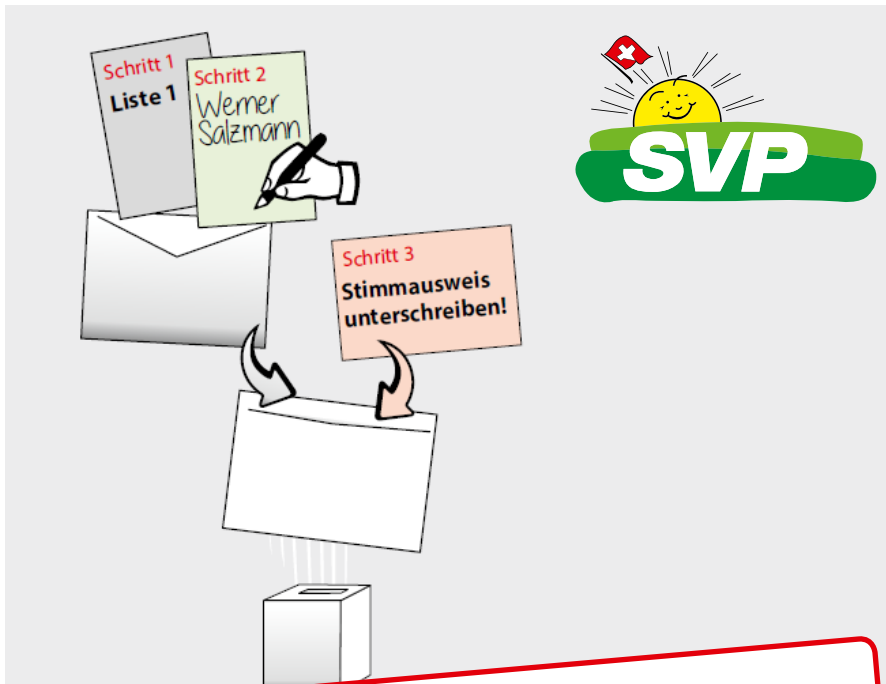 Schritt 1
Liste 1
Schritt 2
Werner
Salzmann
Schritt 3
Stimmausweis
unterschreiben!
SVP